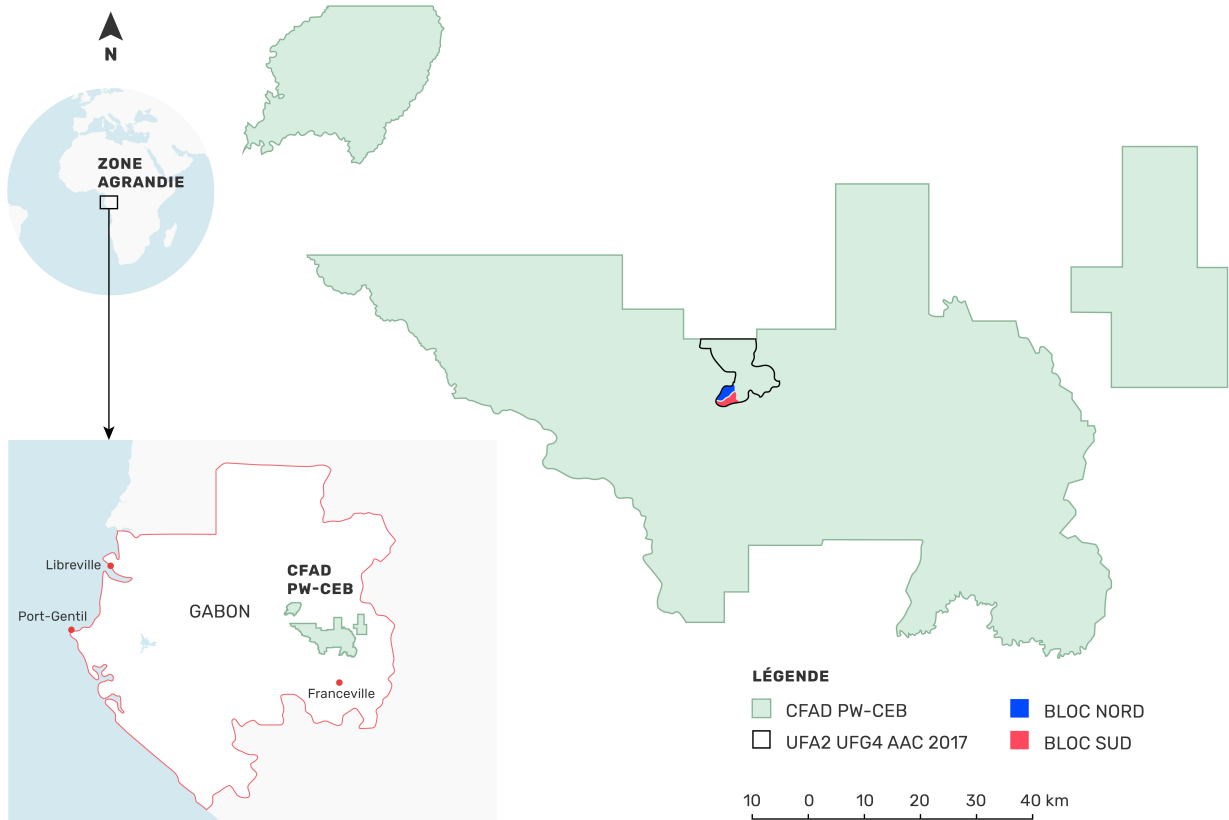 N
ZONE
AGRANDIE
Libreville
Port-Gentil
GABON
CFAD
PW-CEB
Franceville
LÉGENDE
CFAD PW-CEB
BLOC NORD
UFA2 UFG4 AAC 2017
BLOC SUD
10 0 10 20 30 40 km